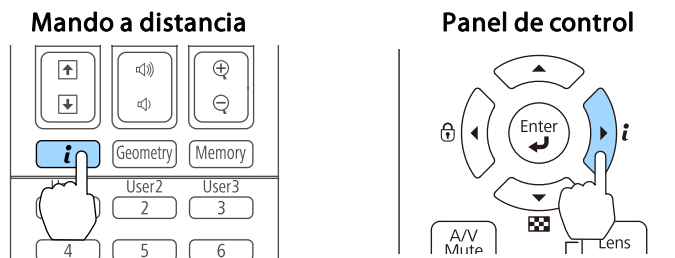 Mando a distancia
Panel de control
i
Geometry
Memory
User2
User3
2
3
4
5
6
Enter
i
A/V
Mute
Lens